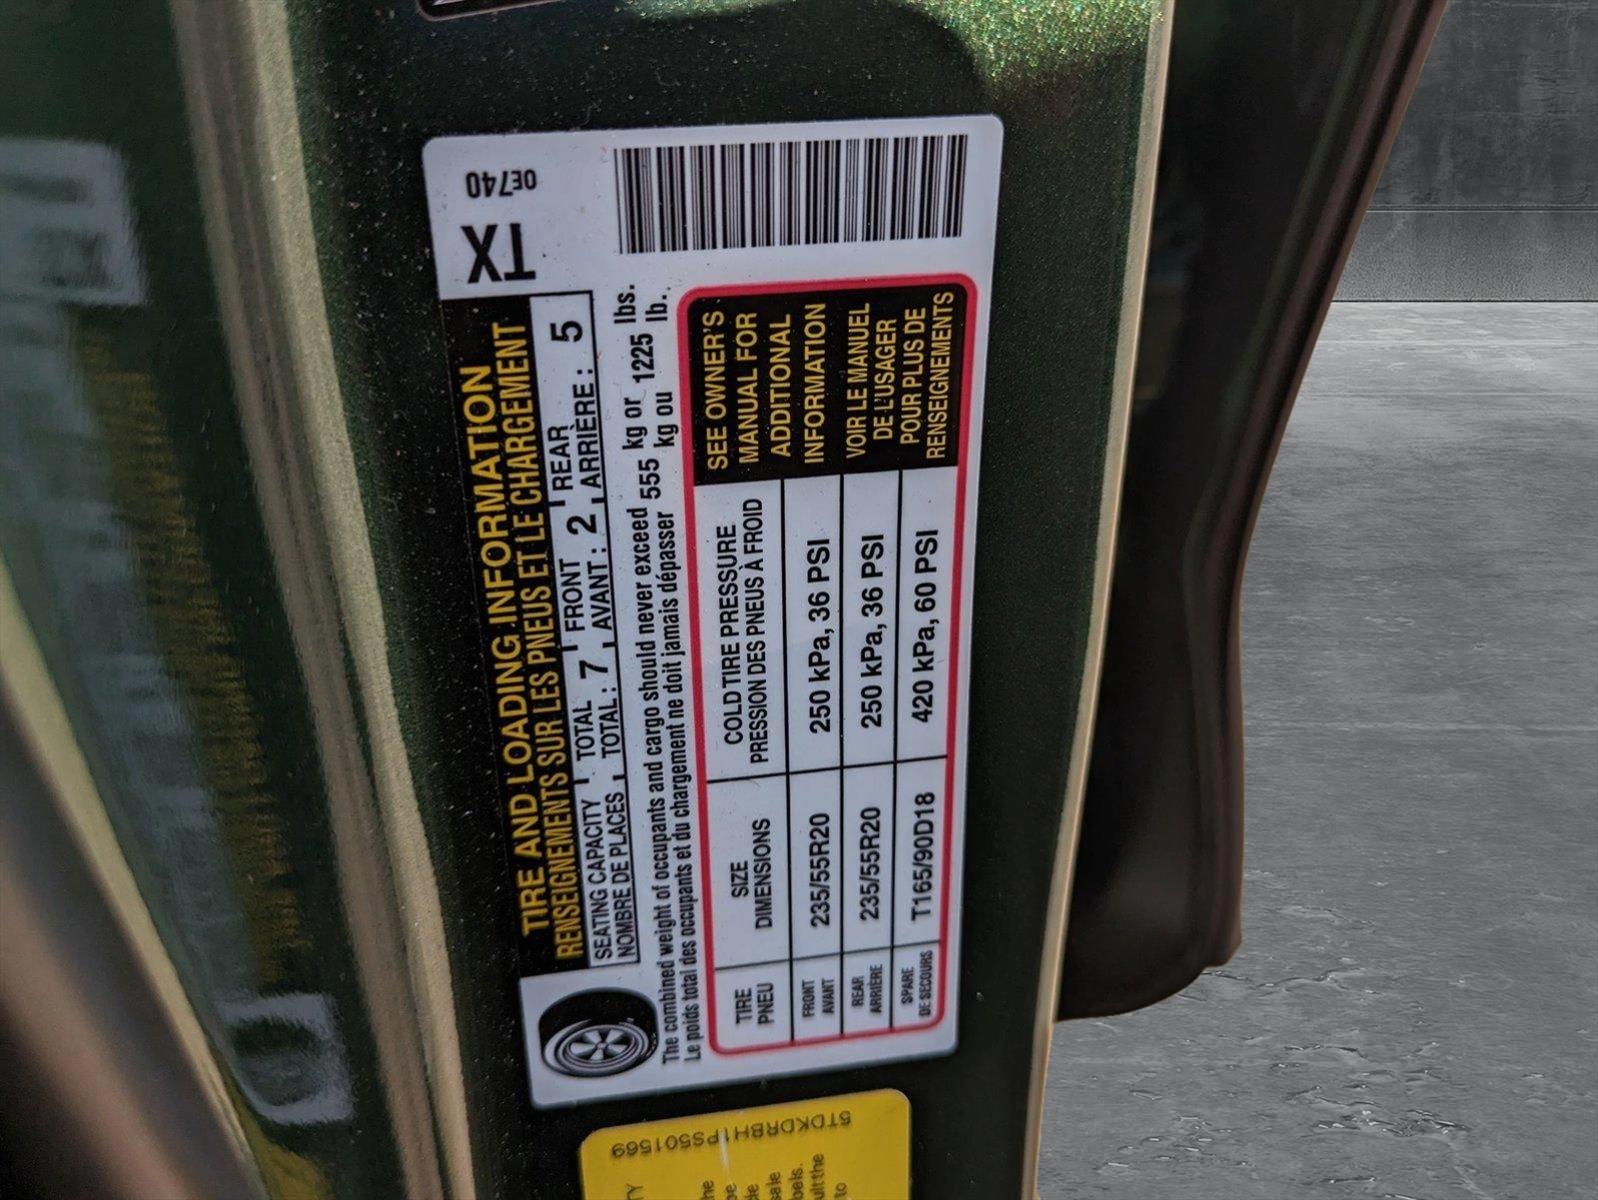 TIRE AND LOADING INFORMATION
RENSEIGNEMENTS SUR LES PNEUS ET LE CHARGEMENT
TX
0E740
SEATING CAPACITY TOTAL 7 FRONT 2 REAR 5
NOMBRE DE PLACES TOTAL: AVANT: ARRIÈRE:
The combined weight of occupants and cargo should never exceed 555 kg or 1225 lbs.
Le poids total des occupants et du chargement ne doit jamais dépasser kg ou lb.
TIRE SIZE COLD TIRE PRESSURE
PNEU DIMENSIONS PRESSION DES PNEUS À FROID
FRONT 235/55R20 250 kPa, 36 PSI
AVANT
REAR 235/55R20 250 kPa, 36 PSI
ARRIÈRE
SPARE T165/90D18 420 kPa, 60 PSI
DE SECOURS
SEE OWNER'S
MANUAL FOR
ADDITIONAL
INFORMATION
VOIR LE MANUEL
DE L'USAGER
POUR PLUS DE
RENSEIGNEMENTS
5TDKDRBH1PS501569
the
sale
ult the
to